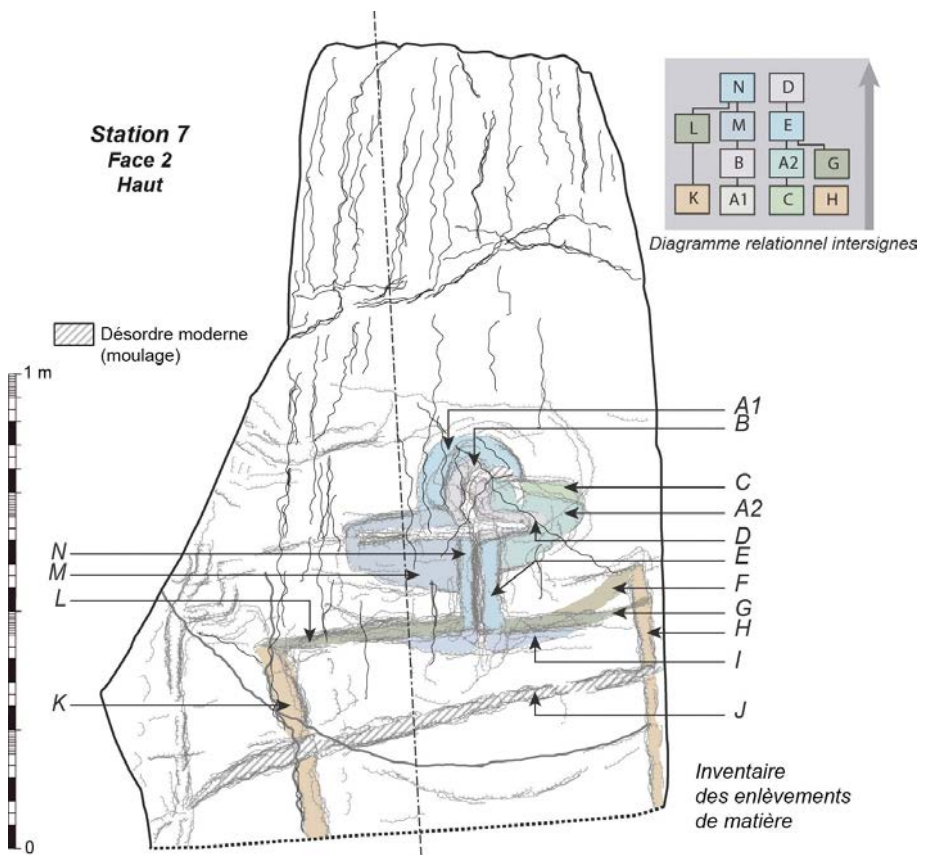 Station 7
Face 2
Haut
N D
L M E
B A2 G
K A1 C H
Diagramme relationnel intersignes
Désordre moderne
(moulage)
1 m
A1
B
C
A2
D
N
E
M
F
L
G
H
I
K
J
Inventaire
des enlèvements
de matière
0